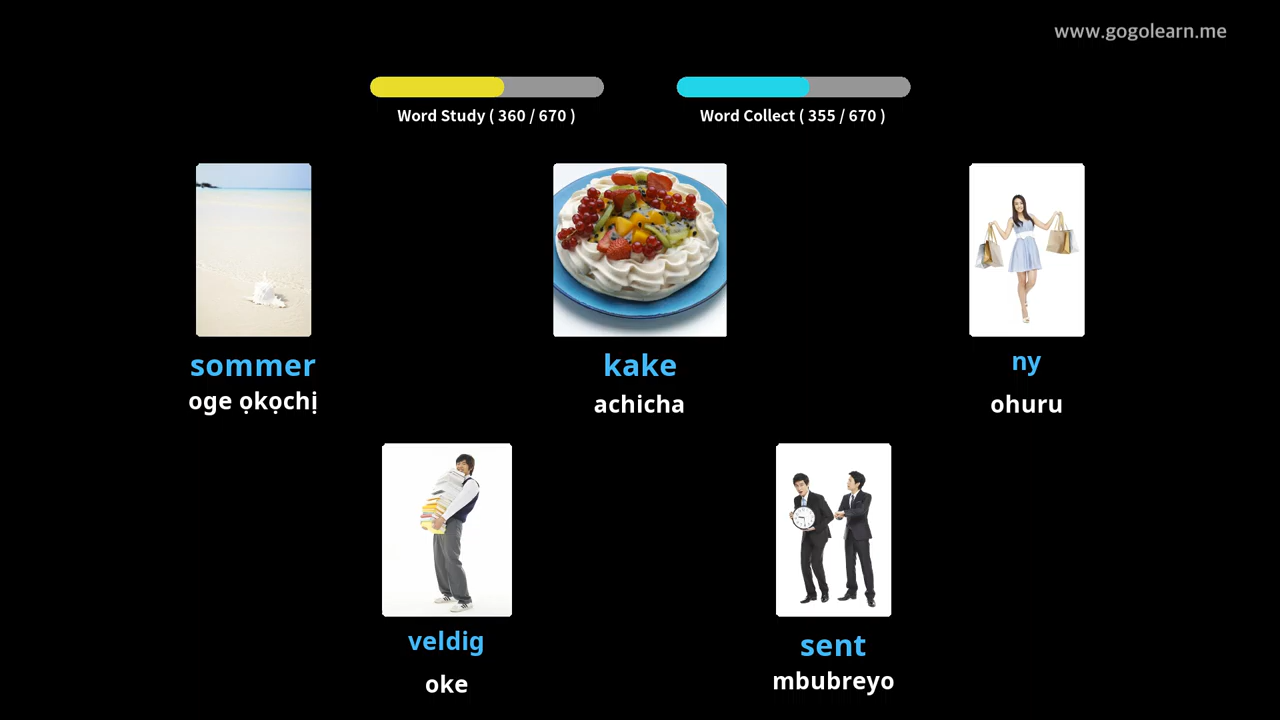 www.gogolearn.me
Word Study ( 360 / 670 )
Word Collect ( 355 / 670 )
sommer
oge ọkọchị
kake
achicha
ny
ohuru
veldig
oke
sent
mbubreyo